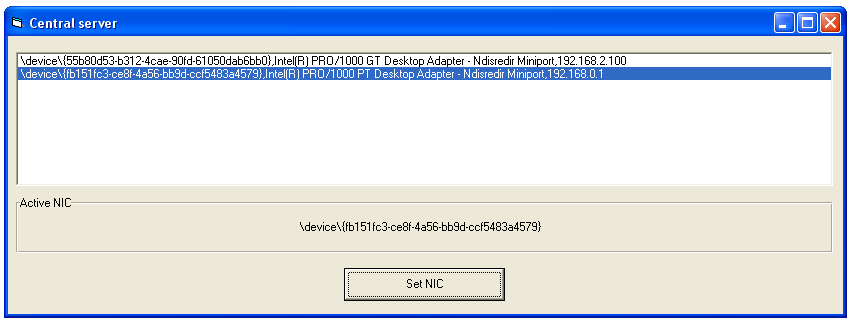 Central server
\device\{55b80d53-b312-4cae-90fd-61050dab6bb0},Intel(R) PRO/1000 GT Desktop Adapter - Ndisredir Miniport,192.168.2.100
\device\{fb151fc3-ce8f-4a56-bb9d-ccf5483a4579},Intel(R) PRO/1000 PT Desktop Adapter - Ndisredir Miniport,192.168.0.1
Active NIC
\device\{fb151fc3-ce8f-4a56-bb9d-ccf5483a4579}
Set NIC